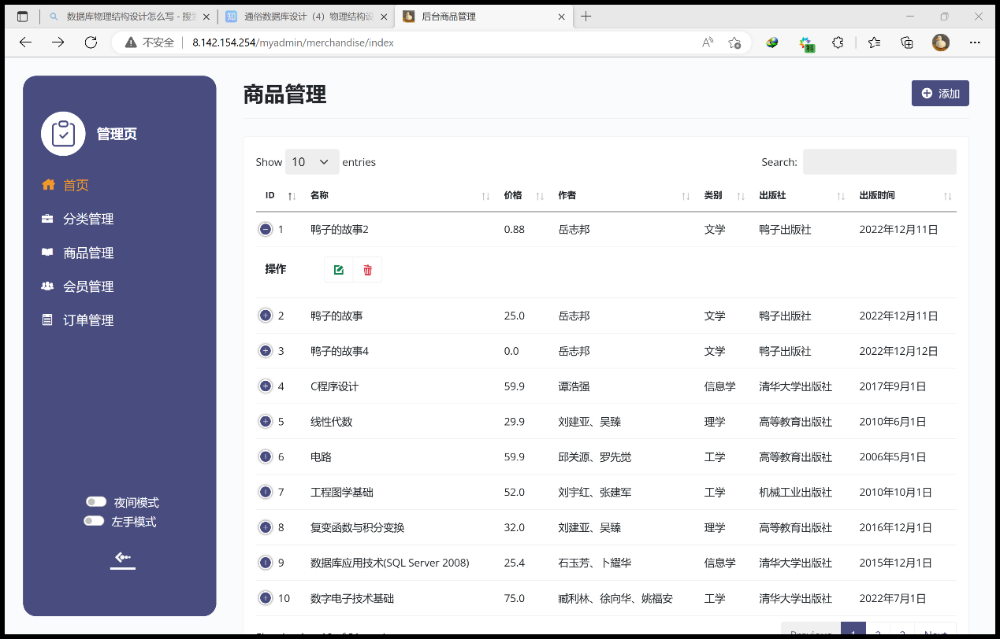 数据库物理结构设计怎么写 - 搜
通俗数据库设计（4）物理结构设
后台商品管理
不安全
8.142.154.254/myadmin/merchandise/index
科
管理页
首页
分类管理
商品管理
会员管理
订单管理
夜间模式
左手模式
商品管理
添加
Show 10 entries
Search:
ID 名称 价格 作者 类别 出版社 出版时间
1 鸭子的故事2 0.88 岳志邦 文学 鸭子出版社 2022年12月11日
操作
2 鸭子的故事 25.0 岳志邦 文学 鸭子出版社 2022年12月11日
3 鸭子的故事4 0.0 岳志邦 文学 鸭子出版社 2022年12月12日
4 C程序设计 59.9 谭浩强 信息学 清华大学出版社 2017年9月1日
5 线性代数 29.9 刘建亚、吴臻 理学 高等教育出版社 2010年6月1日
6 电路 59.9 邱关源、罗先觉 工学 高等教育出版社 2006年5月1日
7 工程图学基础 52.0 刘宇红、张建军 工学 机械工业出版社 2010年10月1日
8 复变函数与积分变换 32.0 刘建亚、吴臻 理学 高等教育出版社 2016年12月1日
9 数据库应用技术(SQL Server 2008) 25.4 石玉芳、卜耀华 信息学 清华大学出版社 2015年12月1日
10 数字电子技术基础 75.0 臧利林、徐向华、姚福安 工学 清华大学出版社 2022年7月1日
Previous 1 2 3 Next